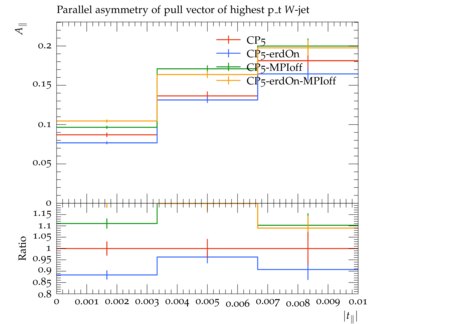 Parallel asymmetry of pull vector of highest p_t W-jet
A∥
0.2
0.15
0.1
0.05
0
CP5
CP5-erdOn
CP5-MPIoff
CP5-erdOn-MPIoff
Ratio
1.15
1.1
1.05
1
0.95
0.9
0.85
0.8
0 0.001 0.002 0.003 0.004 0.005 0.006 0.007 0.008 0.009 0.01
|t∥|